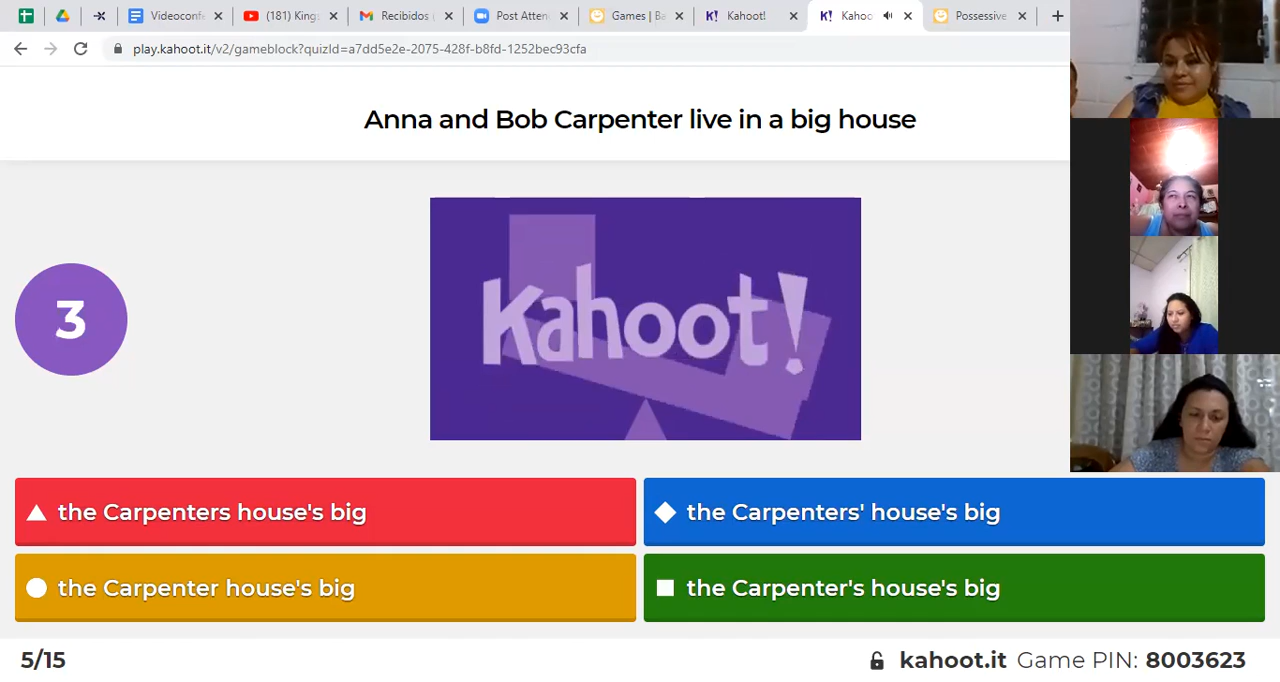 Videoconf
(181) King
Recibidos
Post Atten
Games | Ba
K! Kahoot!
K! Kahoo
Possessive
play.kahoot.it/v2/gameblock?quizId=a7dd5e2e-2075-428f-b8fd-1252bec93cfa
Anna and Bob Carpenter live in a big house
3
Kahoot!
the Carpenters house's big
the Carpenters' house's big
the Carpenter house's big
the Carpenter's house's big
5/15
kahoot.it Game PIN: 8003623